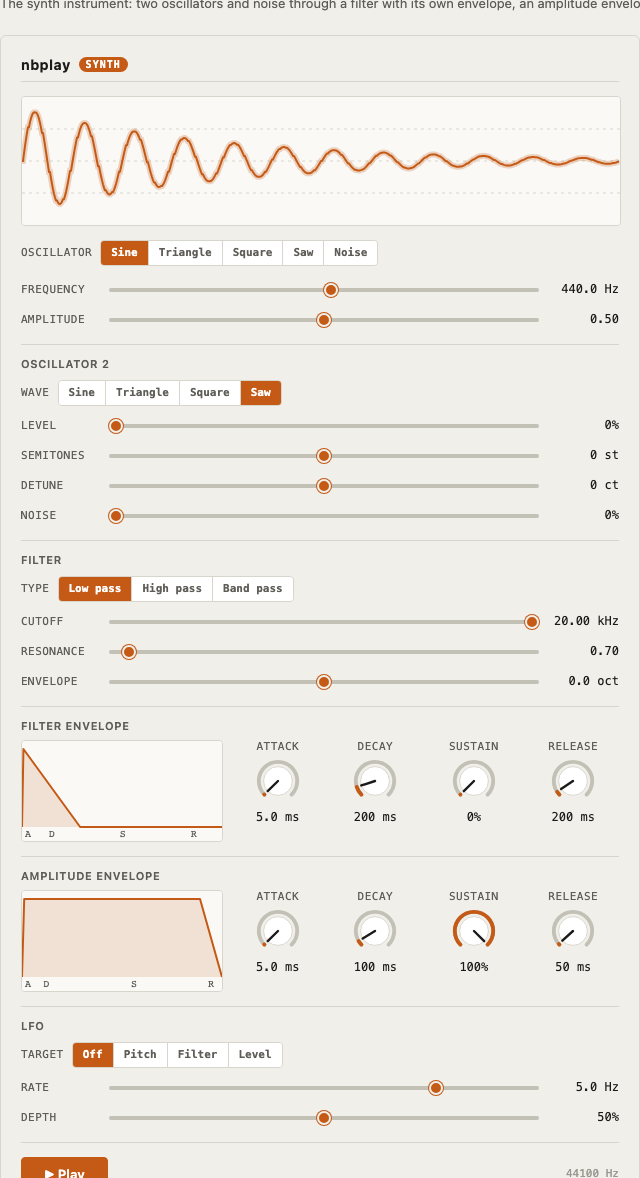 The synth instrument: two oscillators and noise through a filter with its own envelope, an amplitude
nbplay SYNTH
OSCILLATOR Sine Triangle Square Saw Noise
FREQUENCY 440.0 Hz
AMPLITUDE 0.50
OSCILLATOR 2
WAVE Sine Triangle Square Saw
LEVEL 0%
SEMITONES 0 st
DETUNE 0 ct
NOISE 0%
FILTER
TYPE Low pass High pass Band pass
CUTOFF 20.00 kHz
RESONANCE 0.70
ENVELOPE 0.0 oct
FILTER ENVELOPE
ATTACK DECAY SUSTAIN RELEASE
A D S R
5.0 ms 200 ms 0% 200 ms
AMPLITUDE ENVELOPE
ATTACK DECAY SUSTAIN RELEASE
A D S R
5.0 ms 100 ms 100% 50 ms
LFO
TARGET Off Pitch Filter Level
RATE 5.0 Hz
DEPTH 50%
▶ Play 44100 Hz